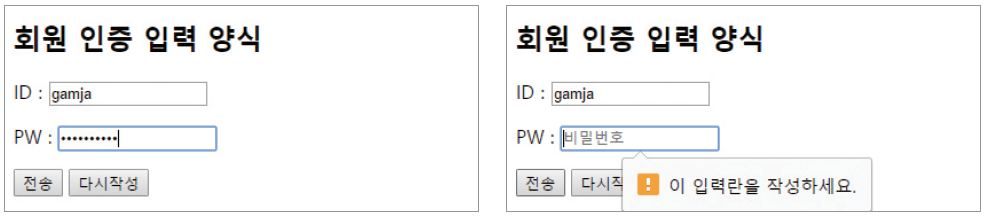 회원 인증 입력 양식
ID : gamja
PW : ••••••••••
전송 다시작성
회원 인증 입력 양식
ID : gamja
PW : 비밀번호
전송 다시
이 입력란을 작성하세요.